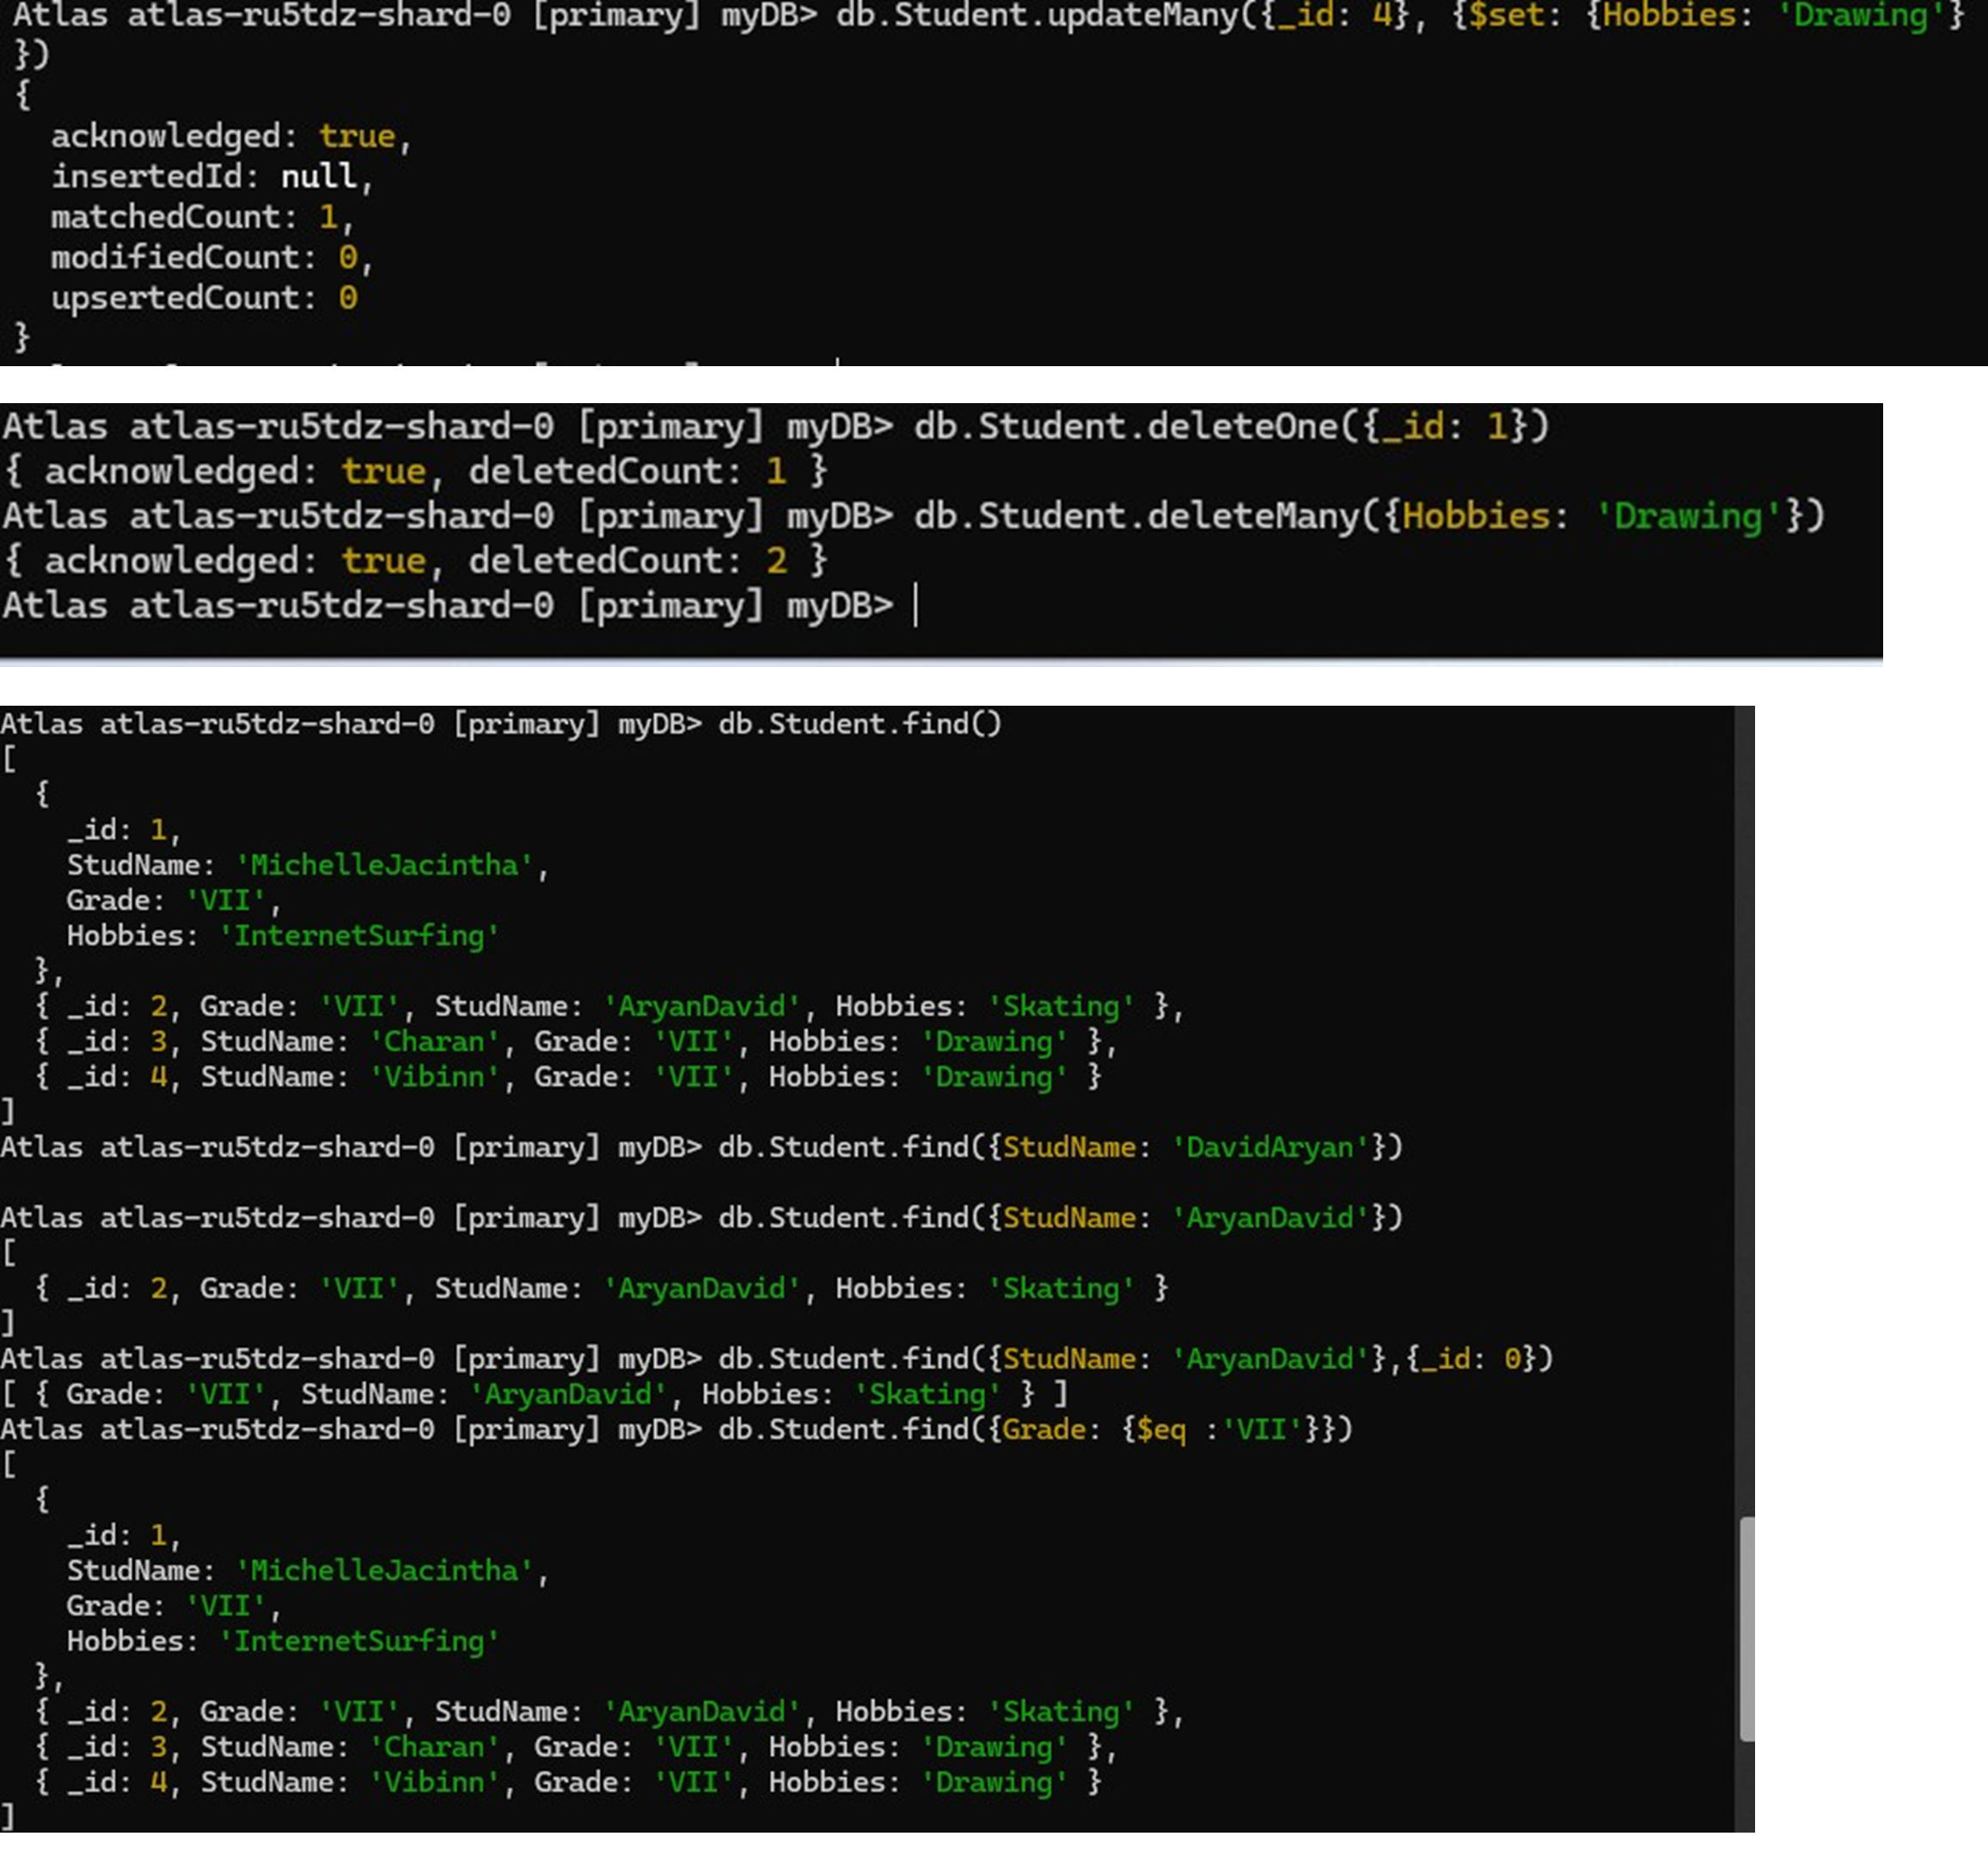 Atlas atlas-ru5tdz-shard-0 [primary] myDB> db.Student.updateMany({_id: 4}, {$set: {Hobbies: 'Drawing'}
})
{
  acknowledged: true,
  insertedId: null,
  matchedCount: 1,
  modifiedCount: 0,
  upsertedCount: 0
}
Atlas atlas-ru5tdz-shard-0 [primary] myDB> db.Student.deleteOne({_id: 1})
{ acknowledged: true, deletedCount: 1 }
Atlas atlas-ru5tdz-shard-0 [primary] myDB> db.Student.deleteMany({Hobbies: 'Drawing'})
{ acknowledged: true, deletedCount: 2 }
Atlas atlas-ru5tdz-shard-0 [primary] myDB>
Atlas atlas-ru5tdz-shard-0 [primary] myDB> db.Student.find()
[
  {
    _id: 1,
    StudName: 'MichelleJacintha',
    Grade: 'VII',
    Hobbies: 'InternetSurfing'
  },
  { _id: 2, Grade: 'VII', StudName: 'AryanDavid', Hobbies: 'Skating' },
  { _id: 3, StudName: 'Charan', Grade: 'VII', Hobbies: 'Drawing' },
  { _id: 4, StudName: 'Vibinn', Grade: 'VII', Hobbies: 'Drawing' }
]
Atlas atlas-ru5tdz-shard-0 [primary] myDB> db.Student.find({StudName: 'DavidAryan'})
Atlas atlas-ru5tdz-shard-0 [primary] myDB> db.Student.find({StudName: 'AryanDavid'})
[
  { _id: 2, Grade: 'VII', StudName: 'AryanDavid', Hobbies: 'Skating' }
]
Atlas atlas-ru5tdz-shard-0 [primary] myDB> db.Student.find({StudName: 'AryanDavid'},{_id: 0})
[ { Grade: 'VII', StudName: 'AryanDavid', Hobbies: 'Skating' } ]
Atlas atlas-ru5tdz-shard-0 [primary] myDB> db.Student.find({Grade: {$eq :'VII'}})
[
  {
    _id: 1,
    StudName: 'MichelleJacintha',
    Grade: 'VII',
    Hobbies: 'InternetSurfing'
  },
  { _id: 2, Grade: 'VII', StudName: 'AryanDavid', Hobbies: 'Skating' },
  { _id: 3, StudName: 'Charan', Grade: 'VII', Hobbies: 'Drawing' },
  { _id: 4, StudName: 'Vibinn', Grade: 'VII', Hobbies: 'Drawing' }
]